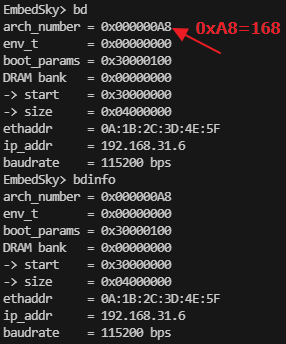 EmbedSky> bd
arch_number = 0x000000A8 0xA8=168
env_t       = 0x00000000
boot_params = 0x30000100
DRAM bank   = 0x00000000
-> start    = 0x30000000
-> size     = 0x04000000
ethaddr     = 0A:1B:2C:3D:4E:5F
ip_addr     = 192.168.31.6
baudrate    = 115200 bps
EmbedSky> bdinfo
arch_number = 0x000000A8
env_t       = 0x00000000
boot_params = 0x30000100
DRAM bank   = 0x00000000
-> start    = 0x30000000
-> size     = 0x04000000
ethaddr     = 0A:1B:2C:3D:4E:5F
ip_addr     = 192.168.31.6
baudrate    = 115200 bps